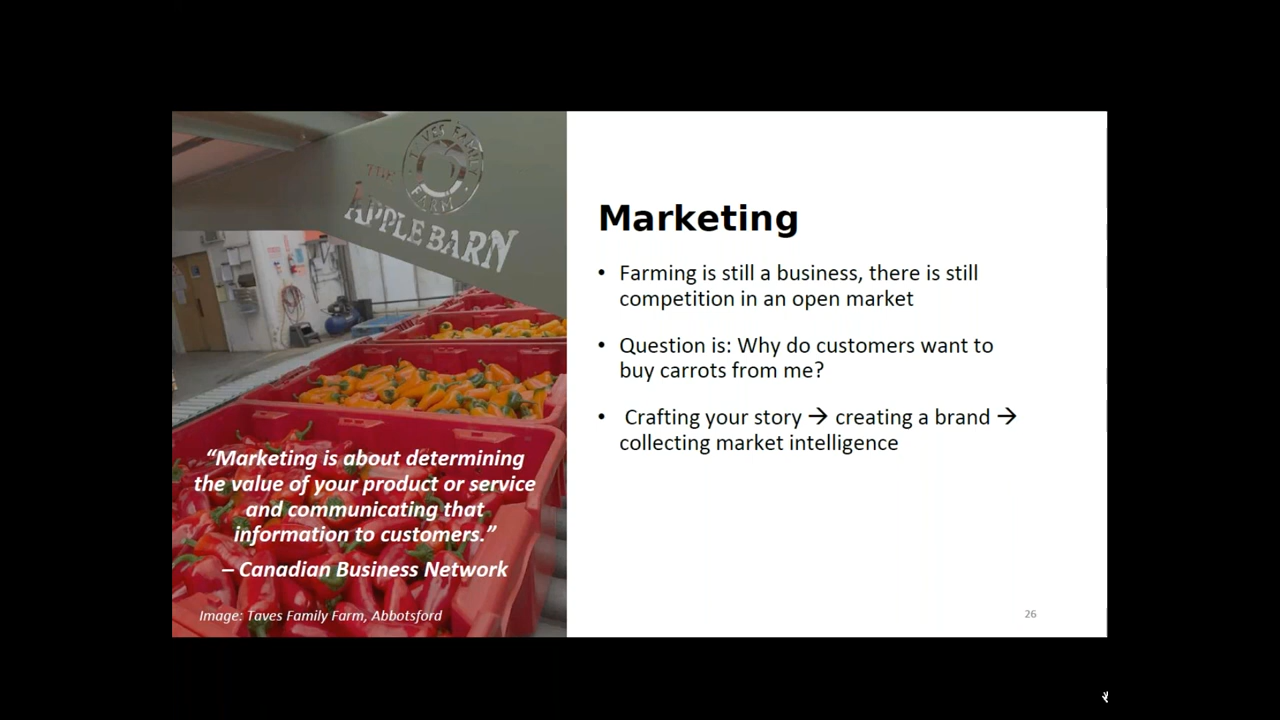 TAVES FAMILY
FARM
THE
APPLE BARN
“Marketing is about determining
the value of your product or service
and communicating that
information to customers.”
– Canadian Business Network
Image: Taves Family Farm, Abbotsford
Marketing
• Farming is still a business, there is still
competition in an open market
• Question is: Why do customers want to
buy carrots from me?
• Crafting your story → creating a brand →
collecting market intelligence
26